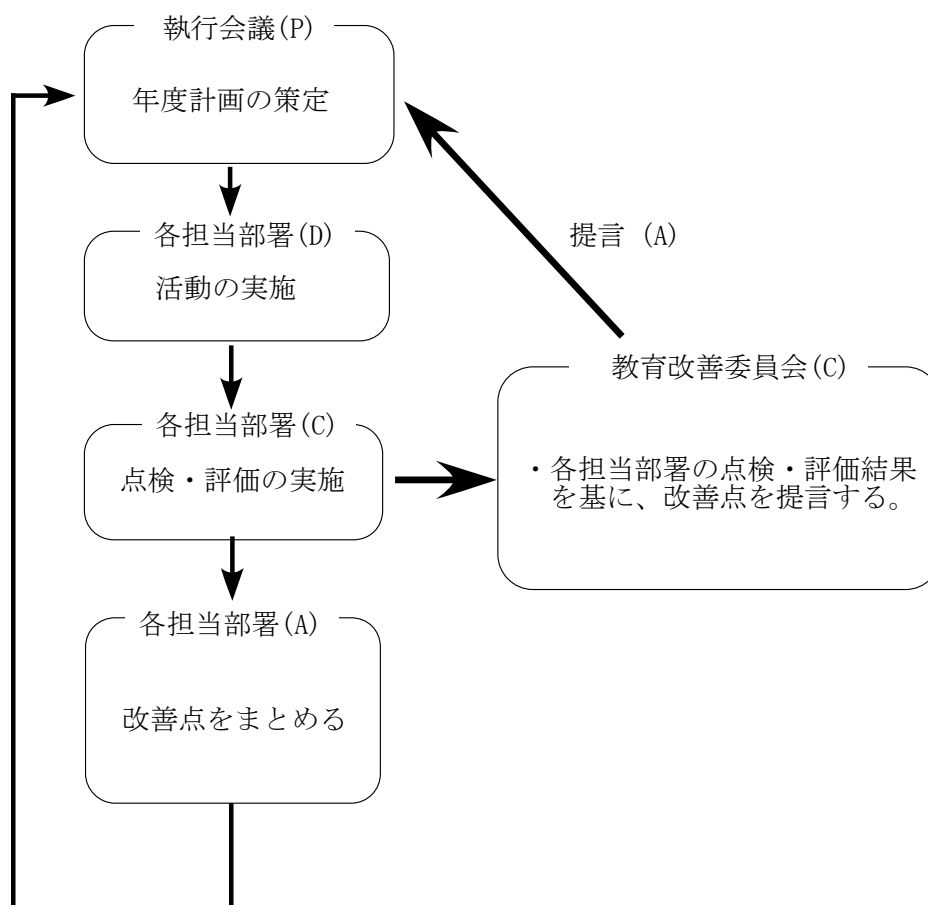 執行会議(P)
年度計画の策定
各担当部署(D)
活動の実施
提言 (A)
各担当部署(C)
点検・評価の実施
教育改善委員会(C)
・各担当部署の点検・評価結果
を基に、改善点を提言する。
各担当部署(A)
改善点をまとめる